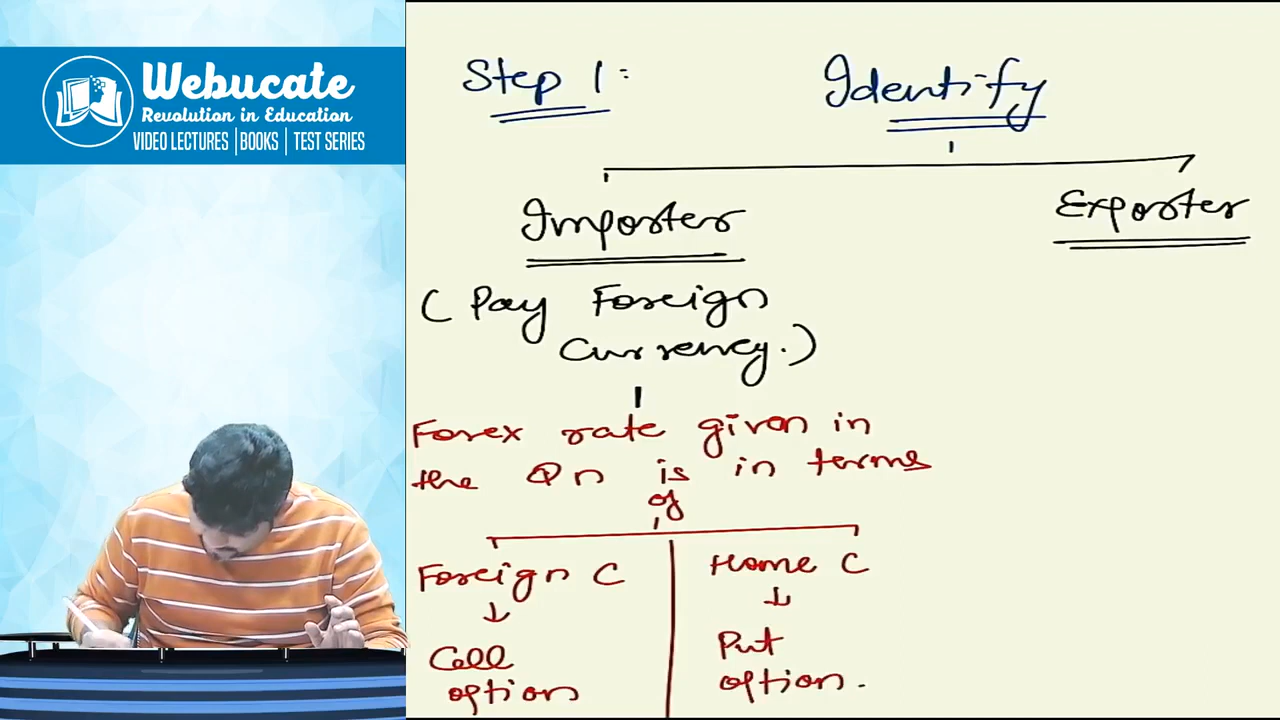 Webucate
Revolution in Education
VIDEO LECTURES | BOOKS | TEST SERIES
Step 1:
Identify
Importer
Exporter
(Pay Foreign
Currency.)
Forex rate given in
the Qn is in terms
of
Foreign C
Home C
Call
option
Put
option.